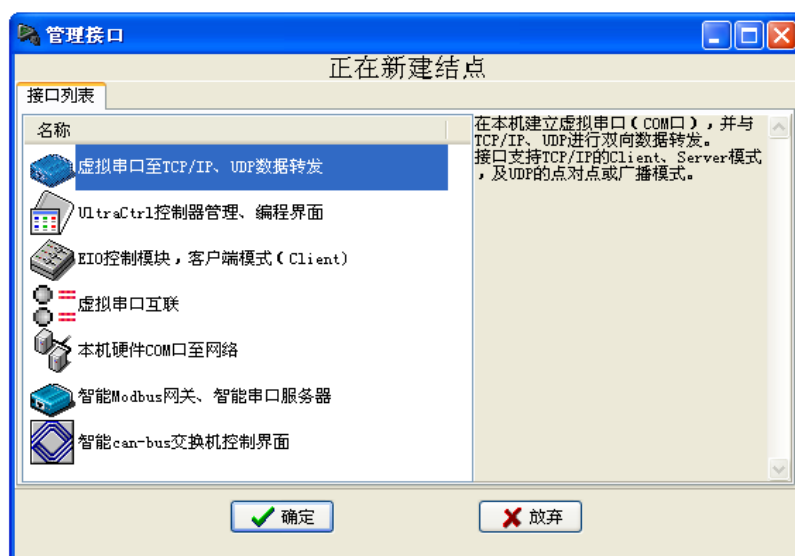 管理接口
正在新建结点
接口列表
名称
虚拟串口至TCP/IP、UDP数据转发
UltraCtrl控制器管理、编程界面
EIO控制模块，客户端模式(Client)
虚拟串口互联
本机硬件COM口至网络
智能Modbus网关、智能串口服务器
智能can-bus交换机控制界面
在本机建立虚拟串口(COM口)，并与
TCP/IP、UDP进行双向数据转发。
接口支持TCP/IP的Client、Server模式
，及UDP的点对点或广播模式。
确定
放弃